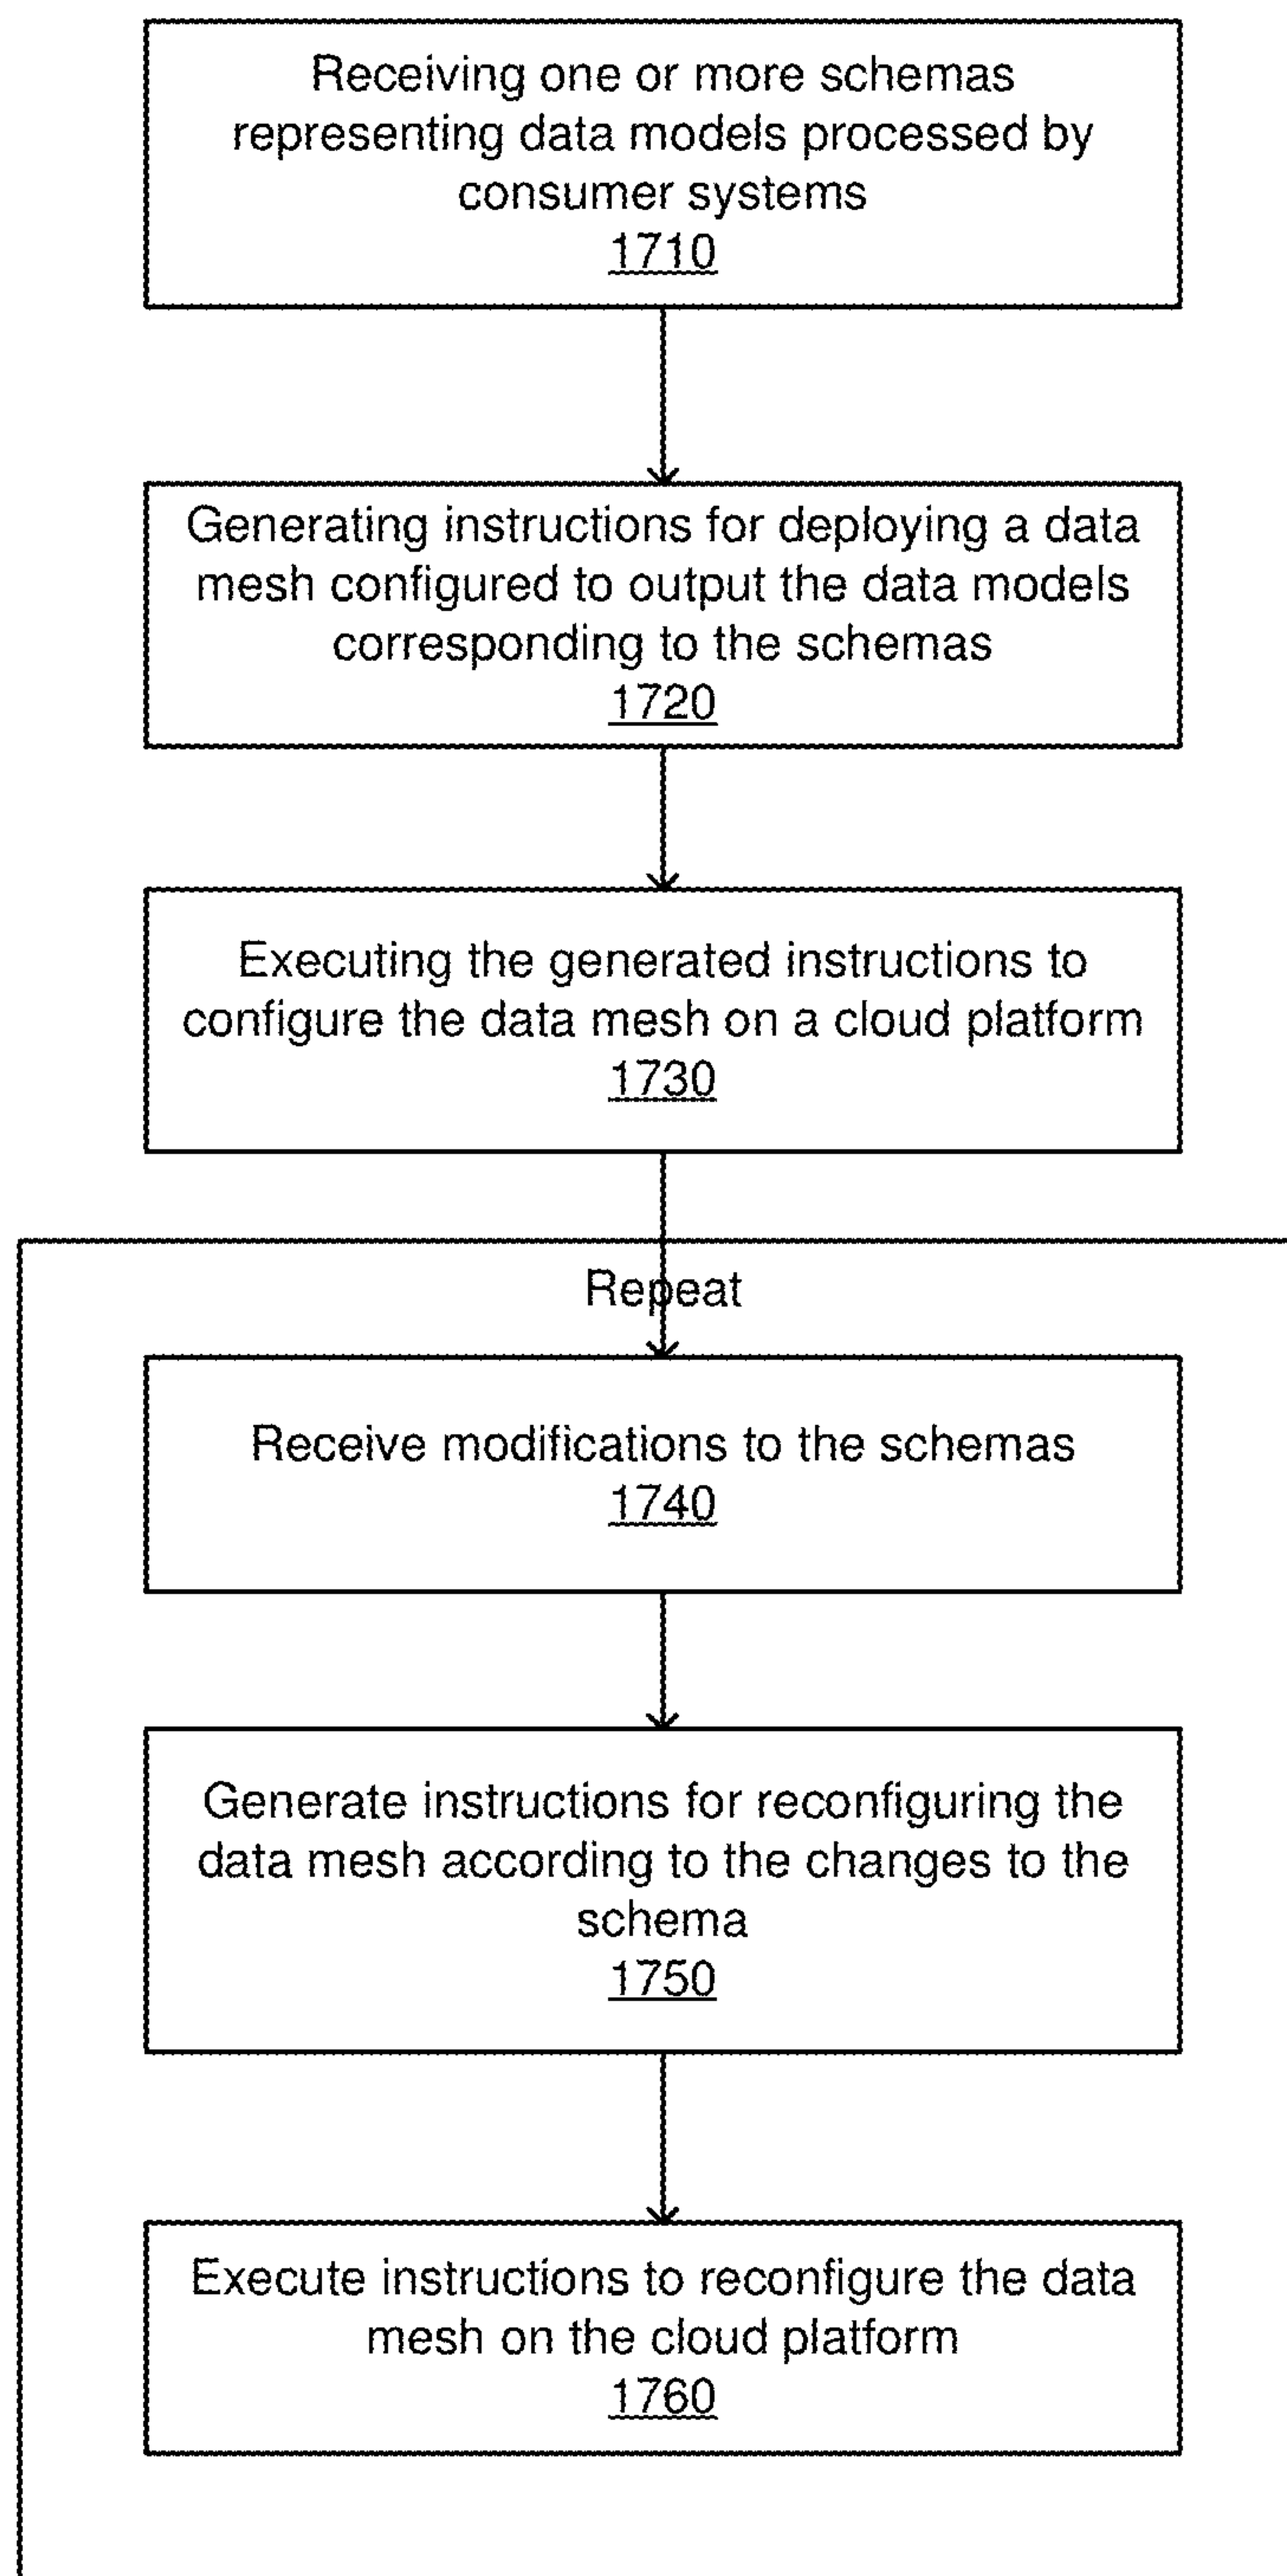 Receiving one or more schemas
representing data models processed by
consumer systems
1710
Generating instructions for deploying a data
mesh configured to output the data models
corresponding to the schemas
1720
Executing the generated instructions to
configure the data mesh on a cloud platform
1730
Repeat
Receive modifications to the schemas
1740
Generate instructions for reconfiguring the
data mesh according to the changes to the
schema
1750
Execute instructions to reconfigure the data
mesh on the cloud platform
1760